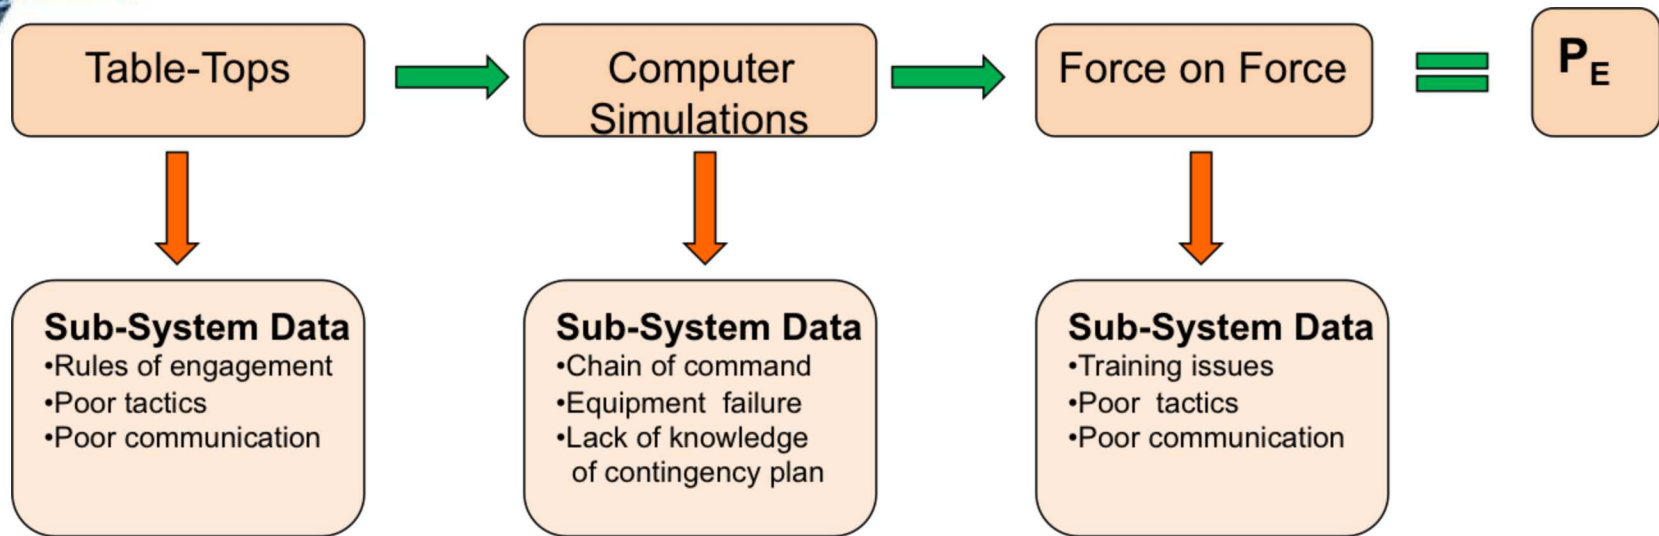 Table-Tops
Computer
Simulations
Force on Force
P_E
Sub-System Data
•Rules of engagement
•Poor tactics
•Poor communication
Sub-System Data
•Chain of command
•Equipment  failure
•Lack of knowledge
of contingency plan
Sub-System Data
•Training issues
•Poor  tactics
•Poor communication